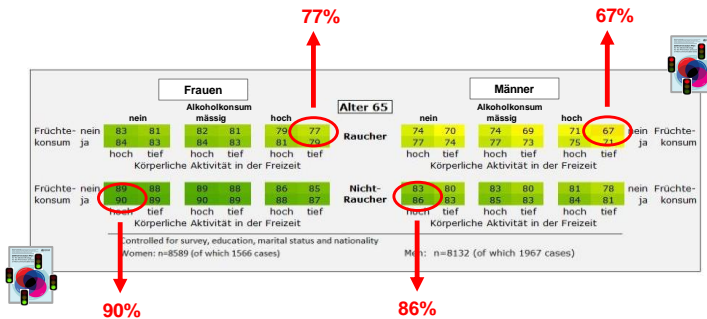 77%
67%
Frauen
Männer
Alkoholkonsum
Alkoholkonsum
nein mässig hoch
Alter 65
nein mässig hoch
Früchte- nein 83 81 82 81 79 77 Raucher 74 70 74 69 71 67 nein Früchte-
konsum ja 84 83 84 83 81 79 77 74 77 73 75 71 ja konsum
hoch tief hoch tief hoch tief hoch tief hoch tief hoch tief
Körperliche Aktivität in der Freizeit Körperliche Aktivität in der Freizeit
Früchte- nein 89 88 89 88 86 85 Nicht- 83 80 83 80 81 78 nein Früchte-
konsum ja 90 89 90 89 88 87 Raucher 86 83 85 83 84 81 ja konsum
hoch tief hoch tief hoch tief hoch tief hoch tief hoch tief
Körperliche Aktivität in der Freizeit Körperliche Aktivität in der Freizeit
Controlled for survey, education, marital status and nationality
Women: n=8589 (of which 1566 cases) Men: n=8132 (of which 1967 cases)
90%
86%